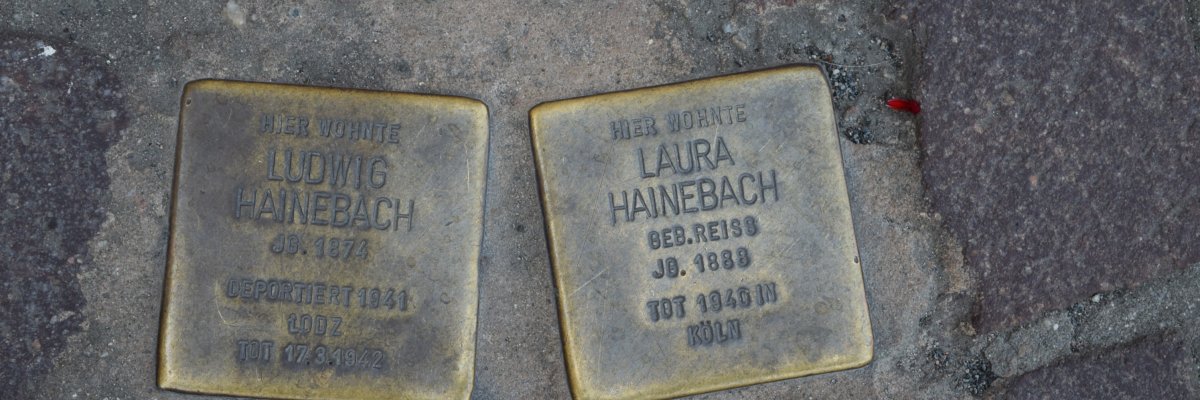 HIER WOHNTE
LUDWIG
HAINEBACH
JG. 1874
DEPORTIERT 1941
ŁODZ
TOT 17.3.1942
HIER WOHNTE
LAURA
HAINEBACH
GEB. REISS
JG. 1888
TOT 1940 IN
KÖLN